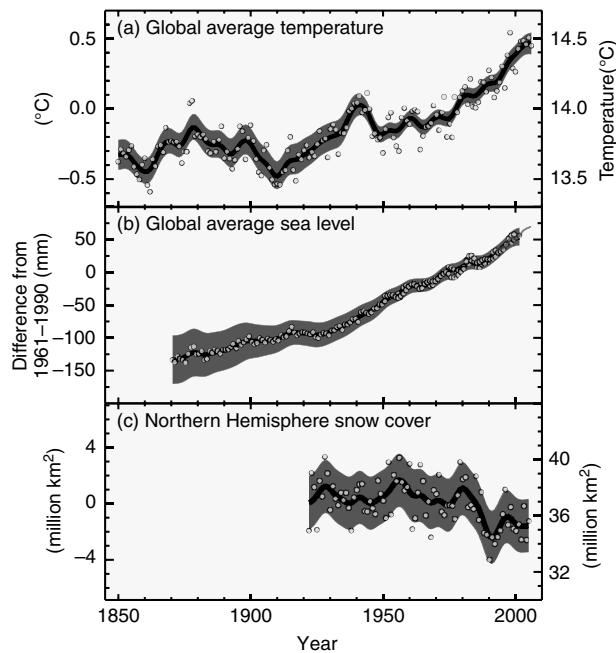 (a) Global average temperature
0.5
0.0
−0.5
(°C)
14.5
14.0
13.5
Temperature(°C)
(b) Global average sea level
50
0
−50
−100
−150
Difference from
1961–1990 (mm)
(c) Northern Hemisphere snow cover
4
0
−4
(million km²)
40
36
32
(million km²)
1850
1900
1950
2000
Year